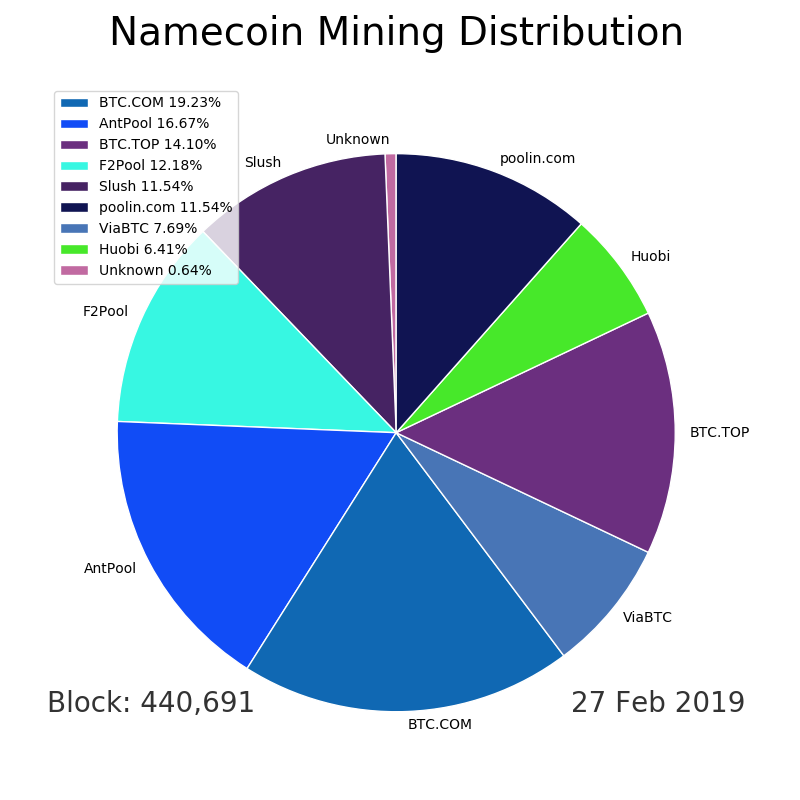 Namecoin Mining Distribution
BTC.COM 19.23%
AntPool 16.67%
BTC.TOP 14.10%
F2Pool 12.18%
Slush 11.54%
poolin.com 11.54%
ViaBTC 7.69%
Huobi 6.41%
Unknown 0.64%
Unknown
poolin.com
Slush
Huobi
F2Pool
BTC.TOP
AntPool
ViaBTC
BTC.COM
Block: 440,691
27 Feb 2019